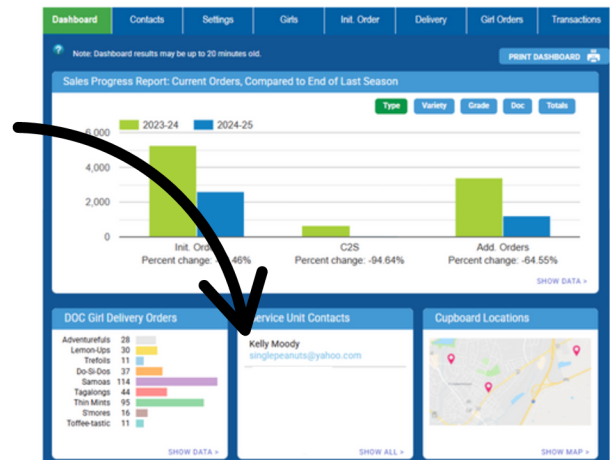 Dashboard Contacts Settings Girls Init. Order Delivery Girl Orders Transactions
? Note: Dashboard results may be up to 20 minutes old.
PRINT DASHBOARD
Sales Progress Report: Current Orders, Compared to End of Last Season
Type Variety Grade Doc Totals
2023-24 2024-25
6,000
4,000
2,000
0
Init. C2S Add. Orders
Percent change: Percent change: -94.64% Percent change: -64.55%
SHOW DATA >
DOC Girl Delivery Orders
Adventurefuls 28
Lemon-Ups 30
Trefoils 11
Do-Si-Dos 37
Samoas 114
Tagalongs 44
Thin Mints 95
S'mores 16
Toffee-tastic 11
SHOW DATA >
Service Unit Contacts
Kelly Moody
singlepeanuts@yahoo.com
SHOW ALL >
Cupboard Locations
SHOW MAP >